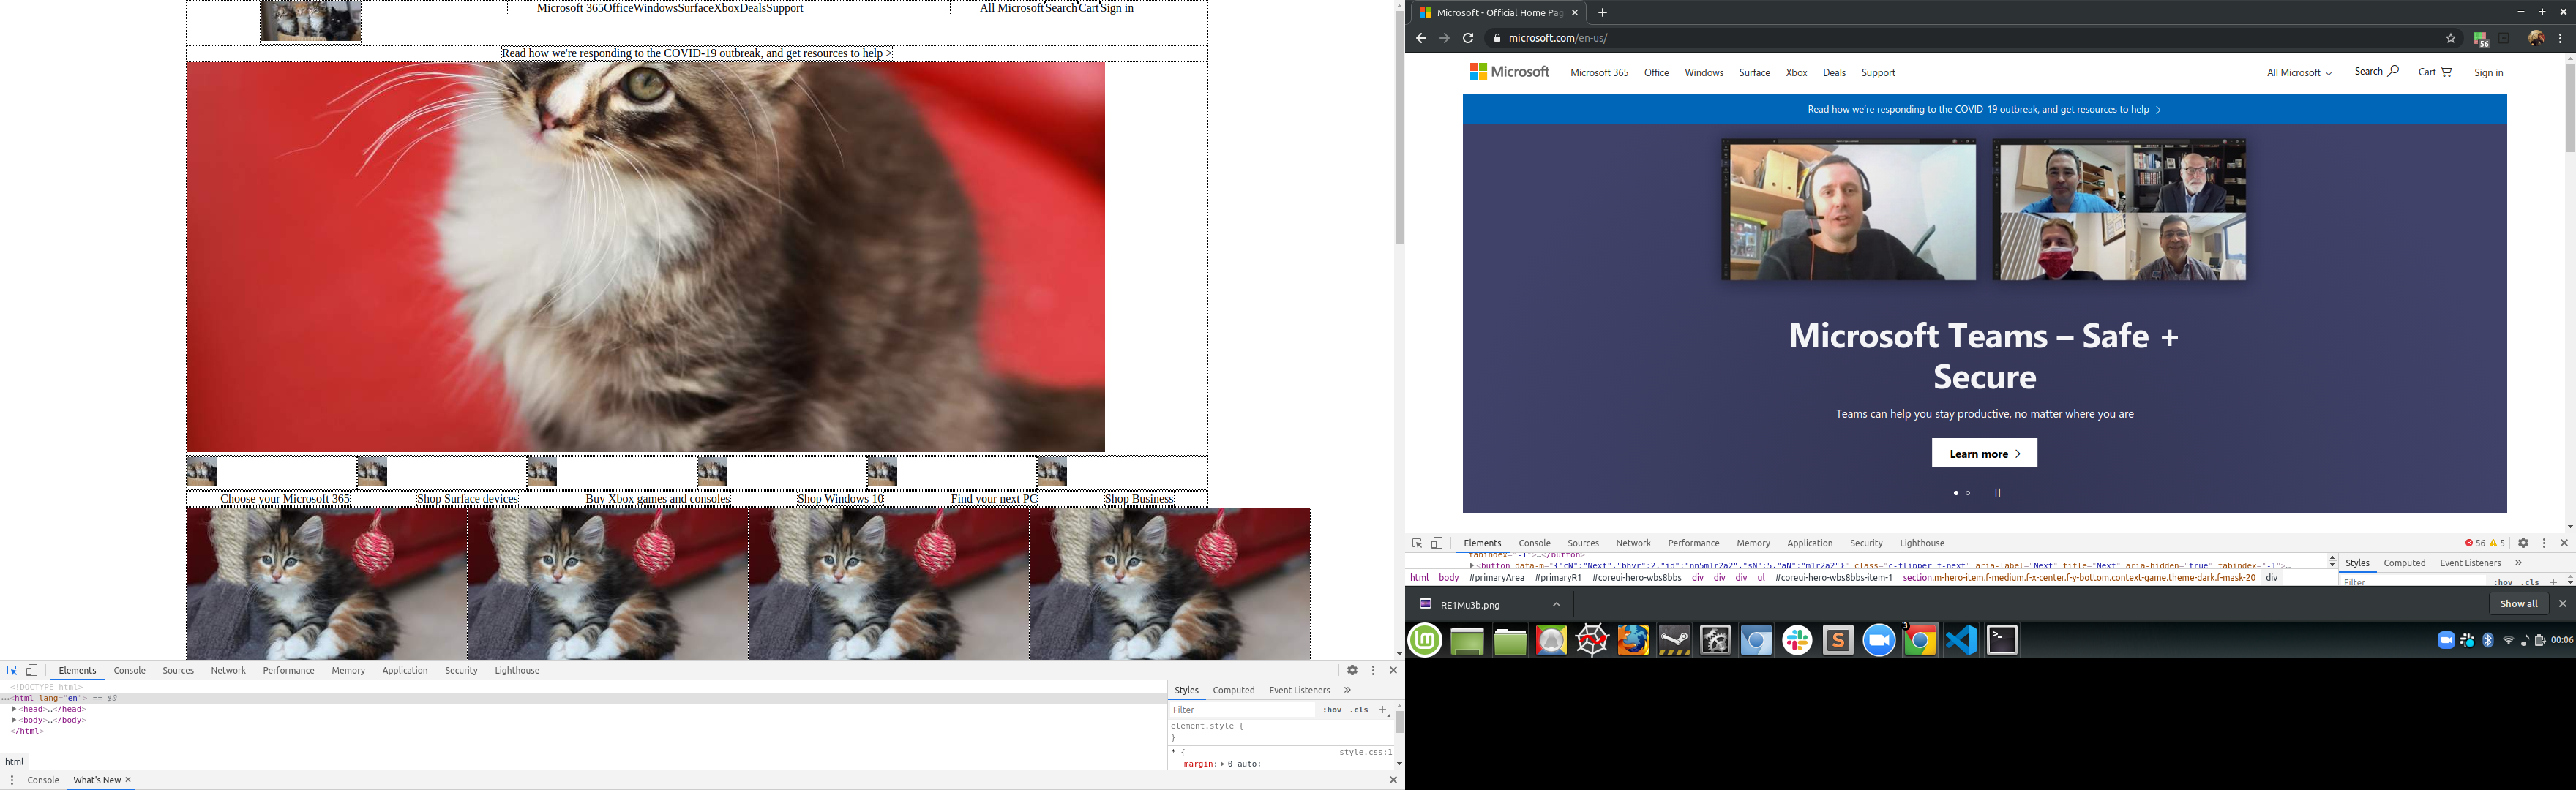 Microsoft 365OfficeWindowsSurfaceXboxDealsSupport
All MicrosoftSearchCartSign in
Read how we're responding to the COVID-19 outbreak, and get resources to help >
Choose your Microsoft 365
Shop Surface devices
Buy Xbox games and consoles
Shop Windows 10
Find your next PC
Shop Business
Elements Console Sources Network Performance Memory Application Security Lighthouse
<!DOCTYPE html>
…<html lang="en"> == $0
<head>…</head>
<body>…</body>
</html>
html
Styles Computed Event Listeners »
Filter :hov .cls +
element.style {
}
* { style.css:1
margin: 0 auto;
Console What's New
Microsoft - Official Home Pag
microsoft.com/en-us/
56
Microsoft
Microsoft 365 Office Windows Surface Xbox Deals Support
All Microsoft Search Cart Sign in
Read how we're responding to the COVID-19 outbreak, and get resources to help >
Microsoft Teams – Safe +
Secure
Teams can help you stay productive, no matter where you are
Learn more >
Elements Console Sources Network Performance Memory Application Security Lighthouse
56 5
tabindex="-1">…</button>
<button data-m='{"cN":"Next","bhvr":2,"id":"nn5m1r2a2","sN":5,"aN":"m1r2a2"}' class="c-flipper f-next" aria-label="Next" title="Next" aria-hidden="true" tabindex="-1">…
html body #primaryArea #primaryR1 #coreui-hero-wbs8bbs div div div ul #coreui-hero-wbs8bbs-item-1 section.m-hero-item.f-medium.f-x-center.f-y-bottom.context-game.theme-dark.f-mask-20 div
Styles Computed Event Listeners »
Filter :hov .cls +
RE1Mu3b.png
Show all
3
00:06